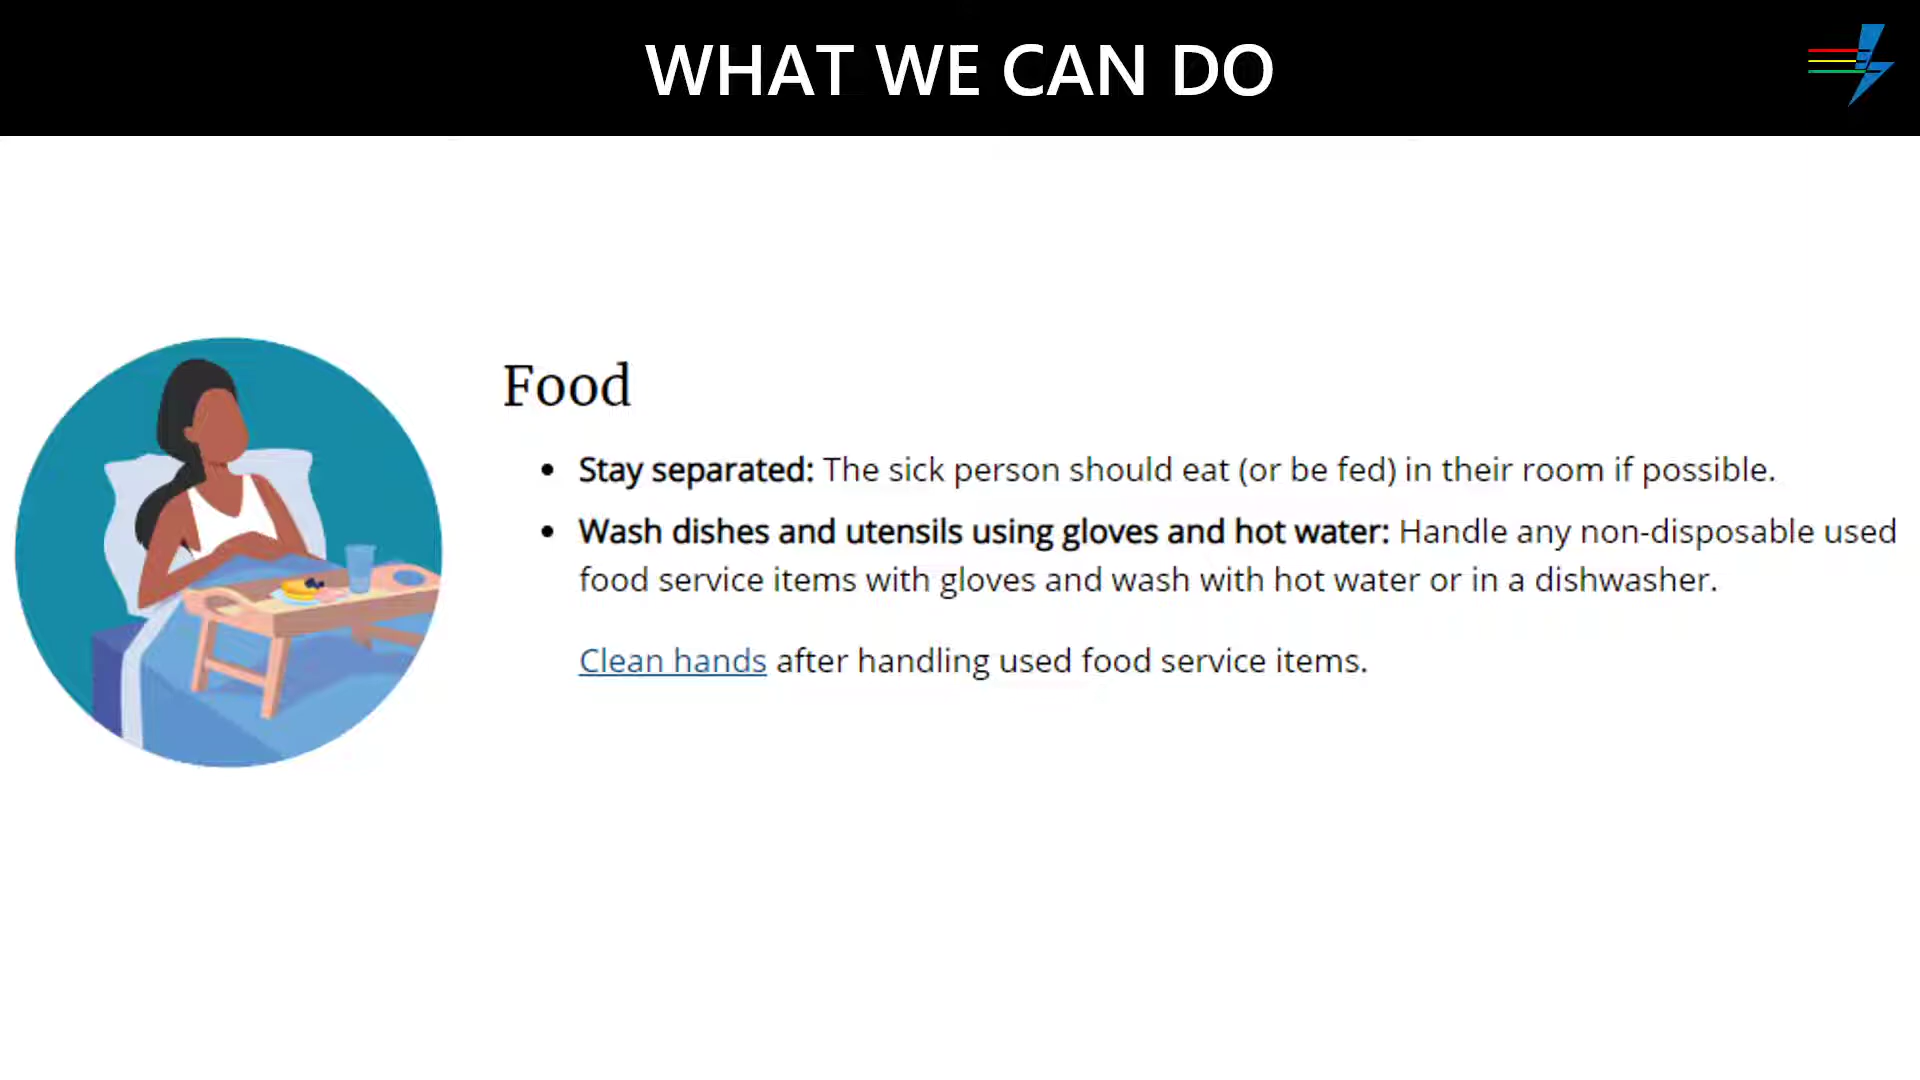 WHAT WE CAN DO
Food
Stay separated: The sick person should eat (or be fed) in their room if possible.
Wash dishes and utensils using gloves and hot water: Handle any non-disposable used
food service items with gloves and wash with hot water or in a dishwasher.
Clean hands after handling used food service items.